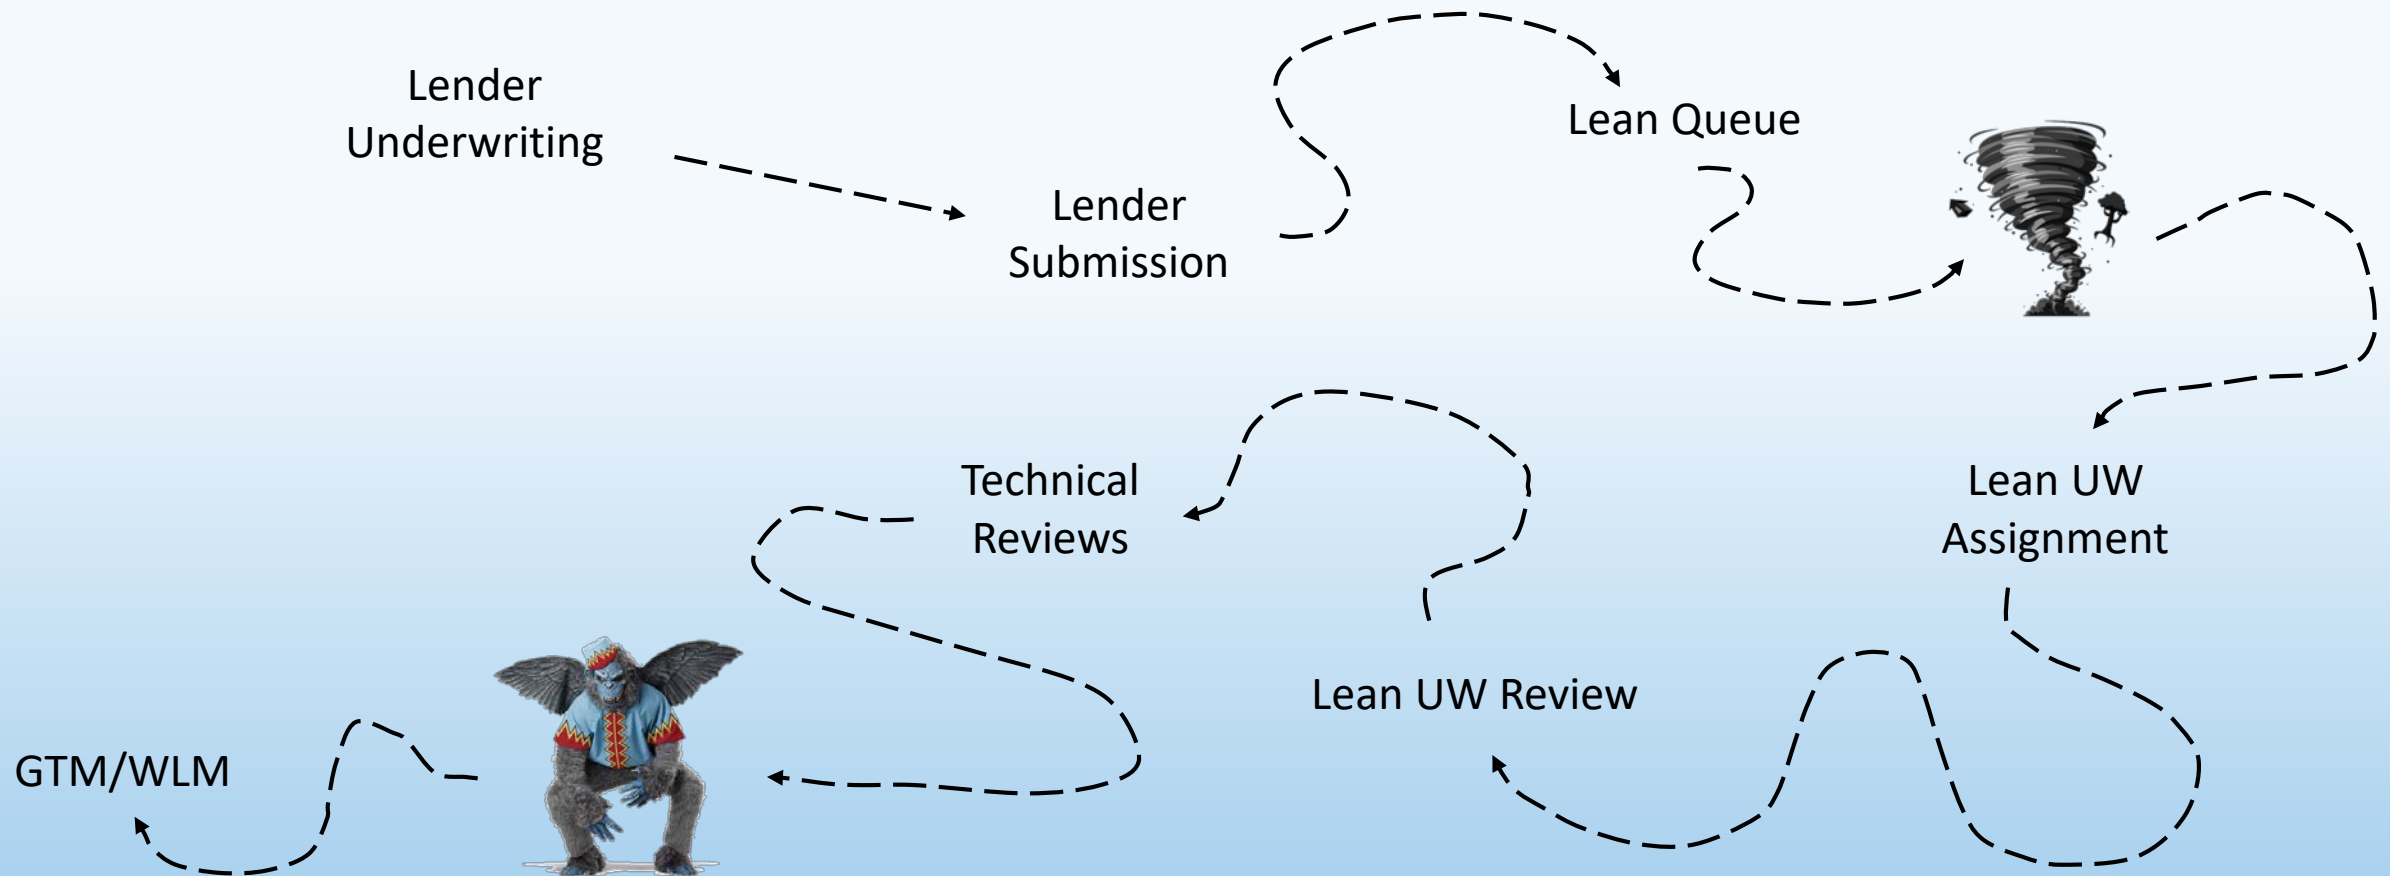 Lender
Underwriting
Lender
Submission
Lean Queue
Lean UW
Assignment
Lean UW Review
Technical
Reviews
GTM/WLM